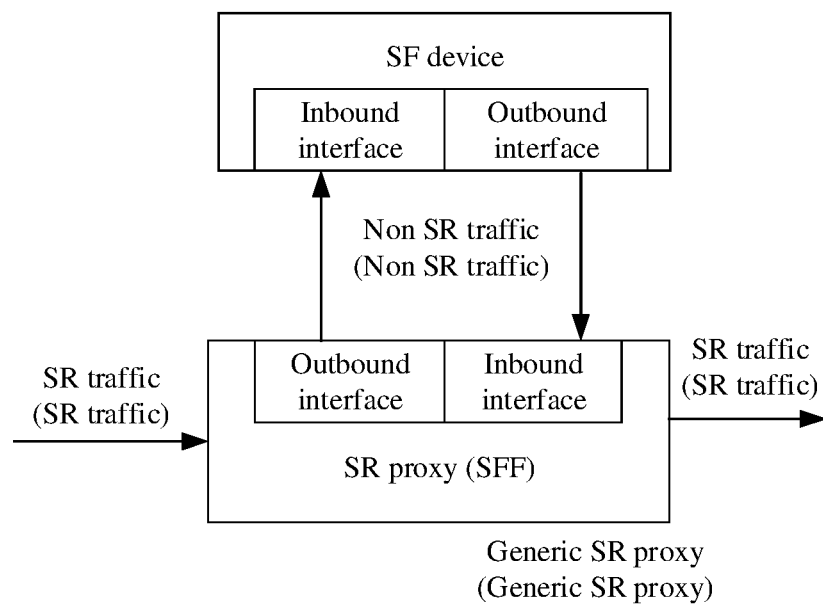 SF device
Inbound
interface
Outbound
interface
Non SR traffic
(Non SR traffic)
SR traffic
(SR traffic)
Outbound
interface
Inbound
interface
SR traffic
(SR traffic)
SR proxy (SFF)
Generic SR proxy
(Generic SR proxy)